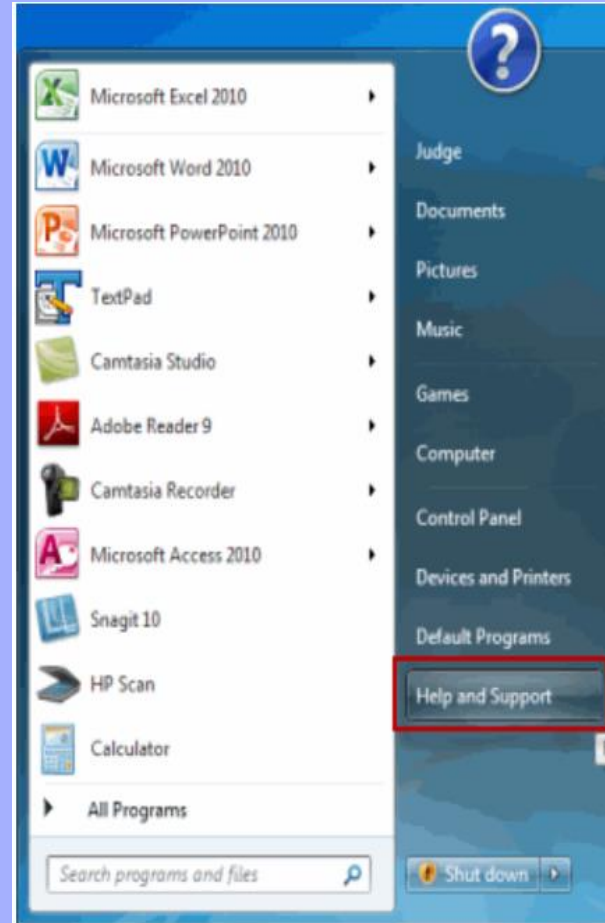 Microsoft Excel 2010
Microsoft Word 2010
Microsoft PowerPoint 2010
TextPad
Camtasia Studio
Adobe Reader 9
Camtasia Recorder
Microsoft Access 2010
Snagit 10
HP Scan
Calculator
All Programs
Search programs and files
Judge
Documents
Pictures
Music
Games
Computer
Control Panel
Devices and Printers
Default Programs
Help and Support
Shut down